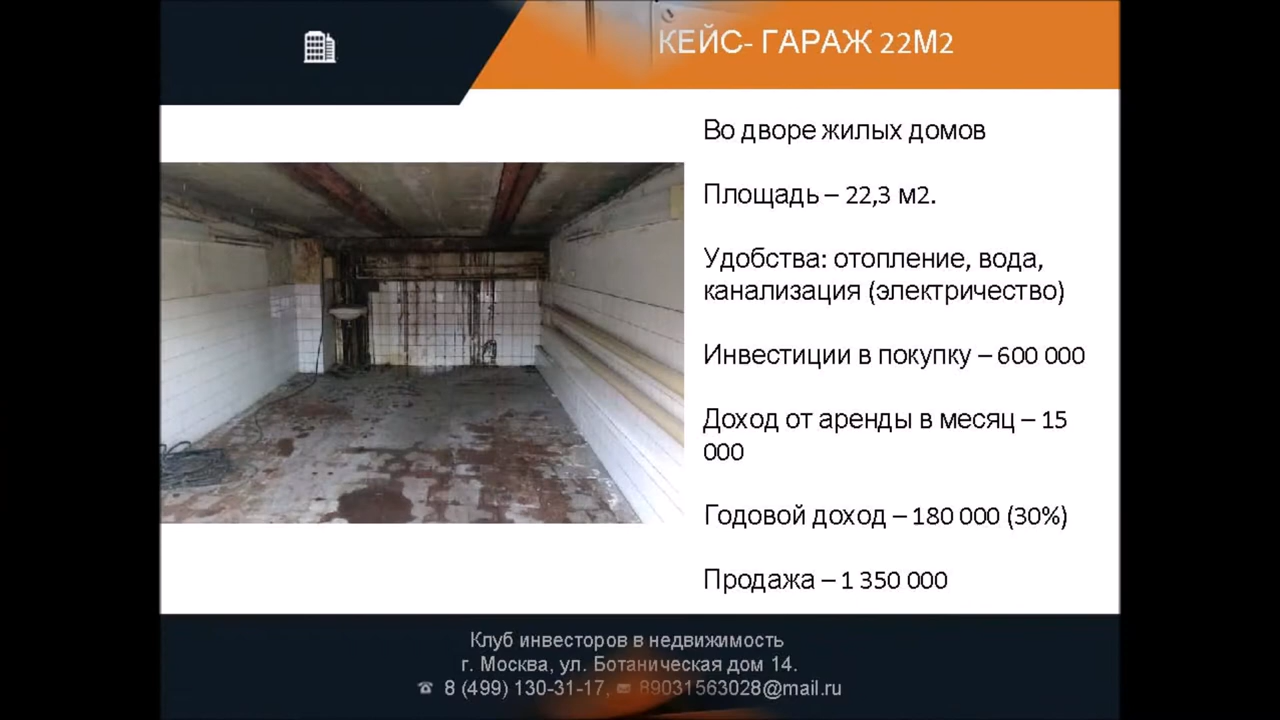 КЕЙС- ГАРАЖ 22М2
Во дворе жилых домов
Площадь – 22,3 м2.
Удобства: отопление, вода,
канализация (электричество)
Инвестиции в покупку – 600 000
Доход от аренды в месяц – 15
000
Годовой доход – 180 000 (30%)
Продажа – 1 350 000
Клуб инвесторов в недвижимость
г. Москва, ул. Ботаническая дом 14.
8 (499) 130-31-17, 89031563028@mail.ru